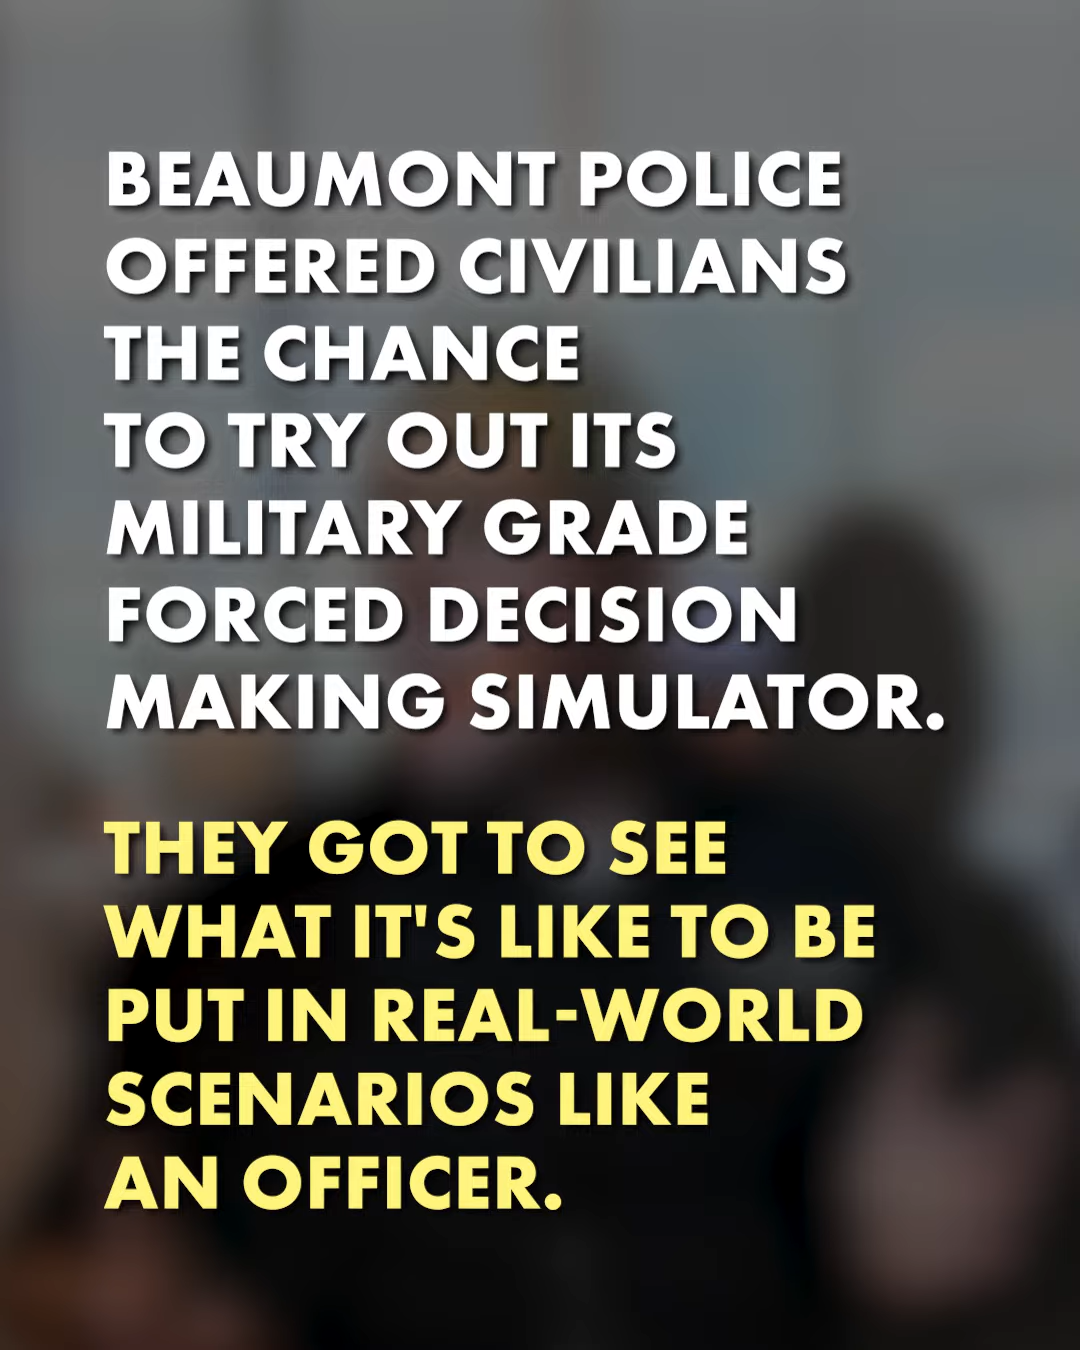 BEAUMONT POLICE
OFFERED CIVILIANS
THE CHANCE
TO TRY OUT ITS
MILITARY GRADE
FORCED DECISION
MAKING SIMULATOR.
THEY GOT TO SEE
WHAT IT'S LIKE TO BE
PUT IN REAL-WORLD
SCENARIOS LIKE
AN OFFICER.